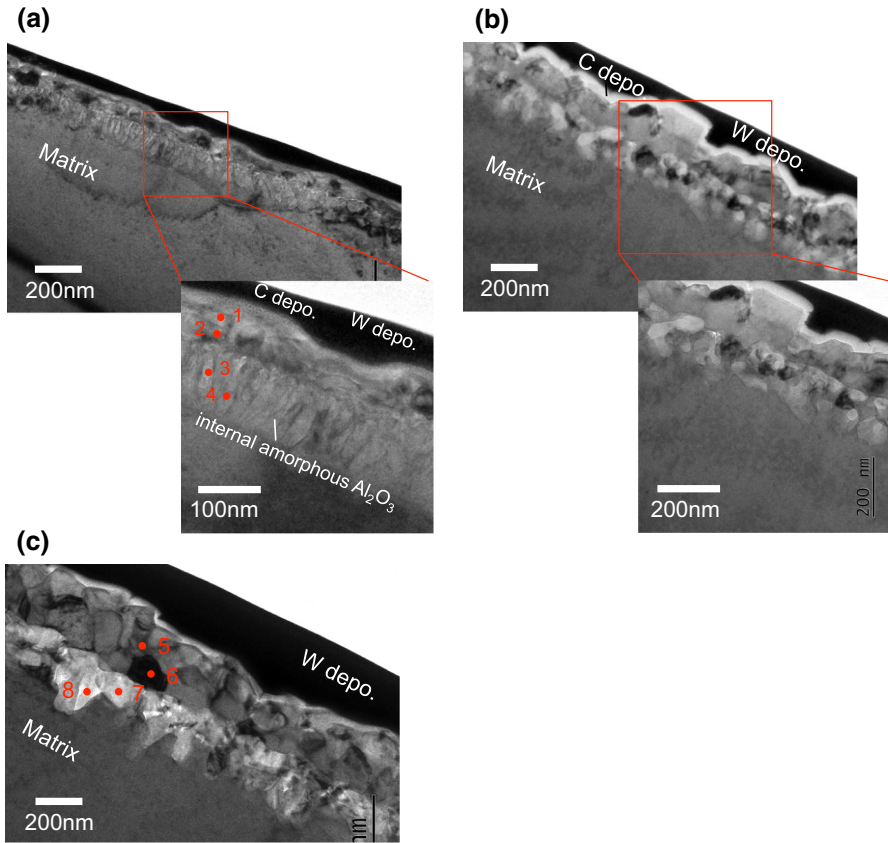 (a)
Matrix
200nm
C depo.
W depo.
1
2
3
4
internal amorphous Al₂O₃
100nm
(b)
C depo
W depo.
Matrix
200nm
200nm
200 nm
(c)
W depo.
5
6
7
8
Matrix
200nm
nm